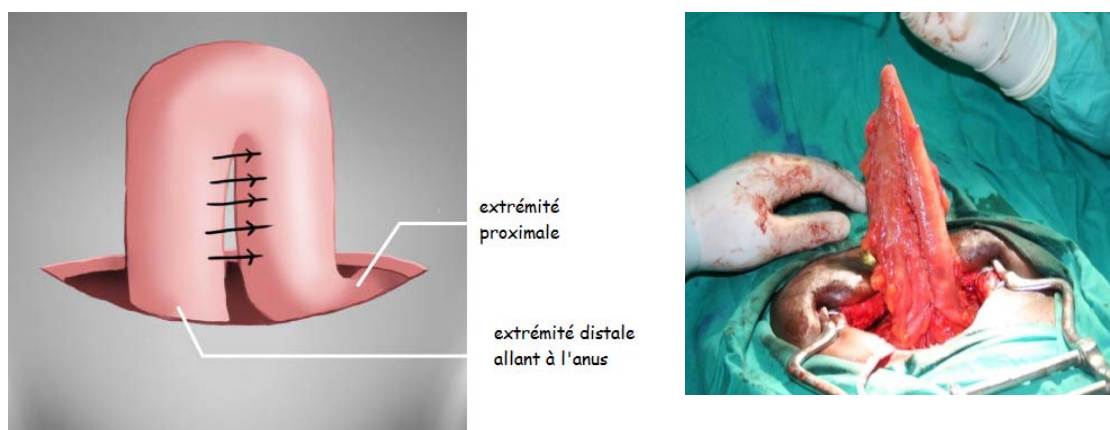 extrémité
proximale
extrémité distale
allant à l'anus